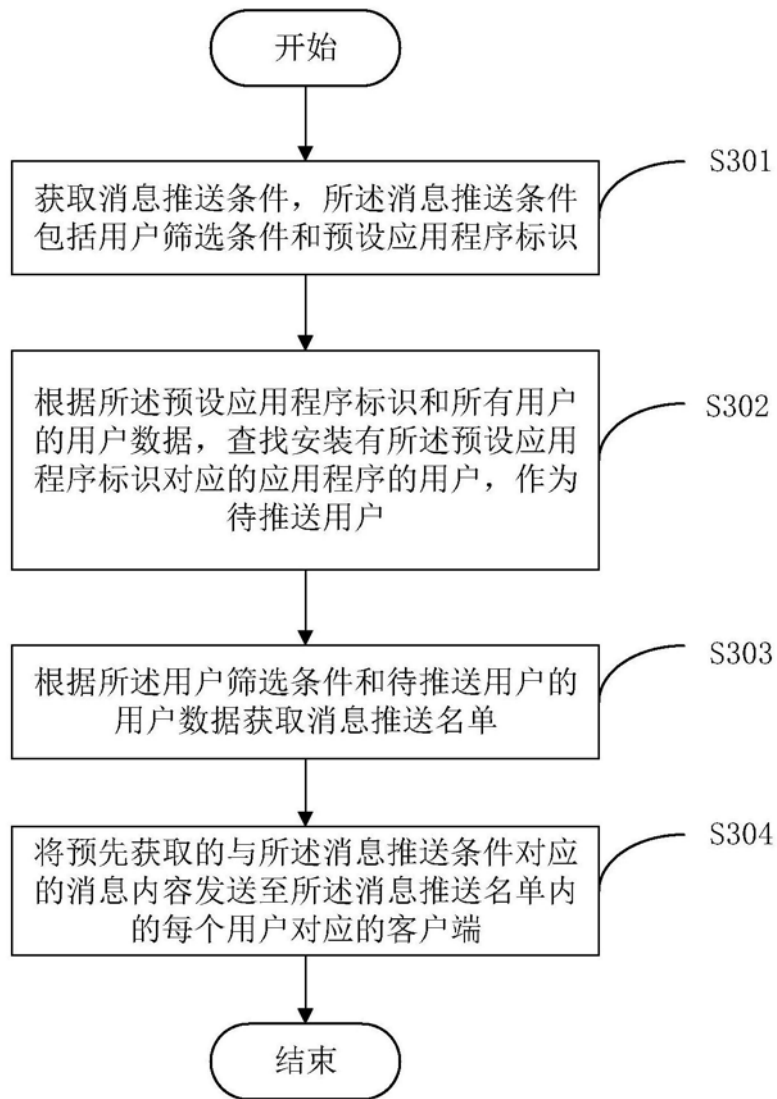 开始
获取消息推送条件，所述消息推送条件
包括用户筛选条件和预设应用程序标识
S301
根据所述预设应用程序标识和所有用户
的用户数据，查找安装有所述预设应用
程序标识对应的应用程序的用户，作为
待推送用户
S302
根据所述用户筛选条件和待推送用户的
用户数据获取消息推送名单
S303
将预先获取的与所述消息推送条件对应
的消息内容发送至所述消息推送名单内
的每个用户对应的客户端
S304
结束